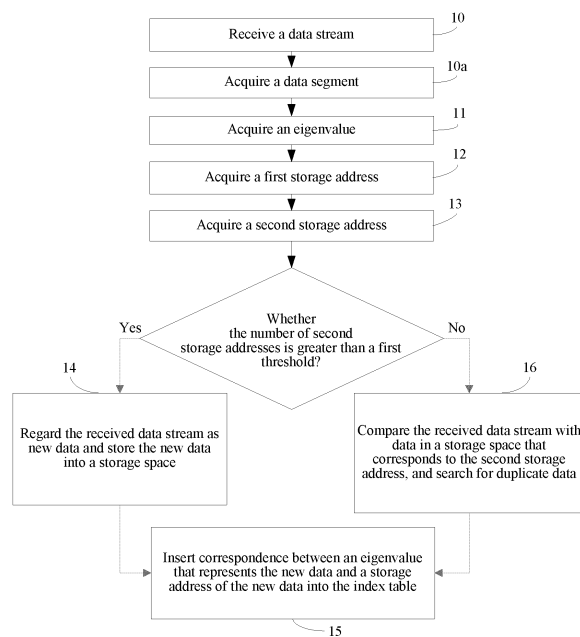 10
Receive a data stream
10a
Acquire a data segment
11
Acquire an eigenvalue
12
Acquire a first storage address
13
Acquire a second storage address
Whether
the number of second
storage addresses is greater than a first
threshold?
Yes
No
14
Regard the received data stream as
new data and store the new data
into a storage space
16
Compare the received data stream with
data in a storage space that
corresponds to the second storage
address, and search for duplicate data
Insert correspondence between an eigenvalue
that represents the new data and a storage
address of the new data into the index table
15